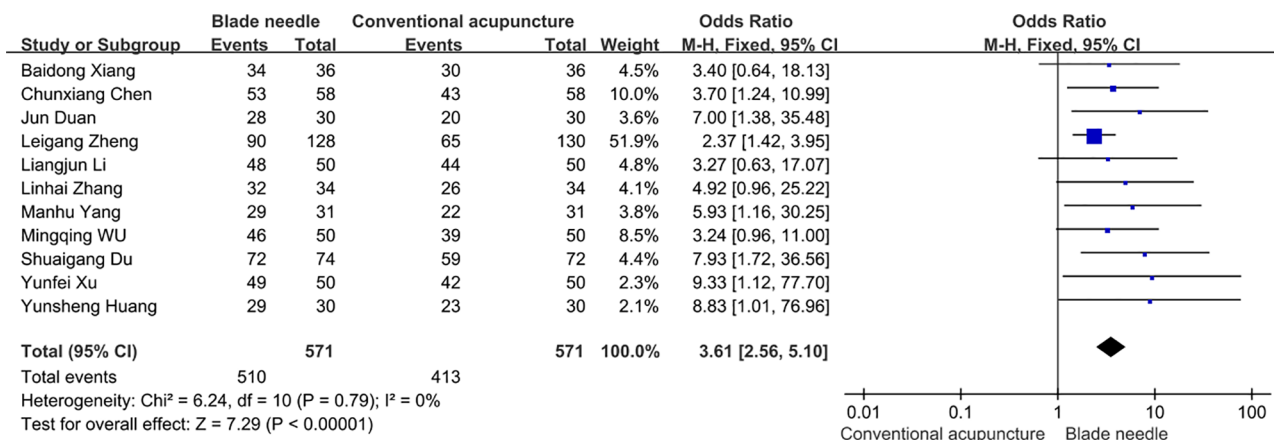 Blade needle Conventional acupuncture Odds Ratio Odds Ratio
Study or Subgroup Events Total Events Total Weight M-H, Fixed, 95% CI M-H, Fixed, 95% CI
Baidong Xiang 34 36 30 36 4.5% 3.40 [0.64, 18.13]
Chunxiang Chen 53 58 43 58 10.0% 3.70 [1.24, 10.99]
Jun Duan 28 30 20 30 3.6% 7.00 [1.38, 35.48]
Leigang Zheng 90 128 65 130 51.9% 2.37 [1.42, 3.95]
Liangjun Li 48 50 44 50 4.8% 3.27 [0.63, 17.07]
Linhai Zhang 32 34 26 34 4.1% 4.92 [0.96, 25.22]
Manhu Yang 29 31 22 31 3.8% 5.93 [1.16, 30.25]
Mingqing WU 46 50 39 50 8.5% 3.24 [0.96, 11.00]
Shuaigang Du 72 74 59 72 4.4% 7.93 [1.72, 36.56]
Yunfei Xu 49 50 42 50 2.3% 9.33 [1.12, 77.70]
Yunsheng Huang 29 30 23 30 2.1% 8.83 [1.01, 76.96]
Total (95% CI) 571 571 100.0% 3.61 [2.56, 5.10]
Total events 510 413
Heterogeneity: Chi² = 6.24, df = 10 (P = 0.79); I² = 0%
Test for overall effect: Z = 7.29 (P < 0.00001)
0.01 0.1 1 10 100
Conventional acupuncture Blade needle